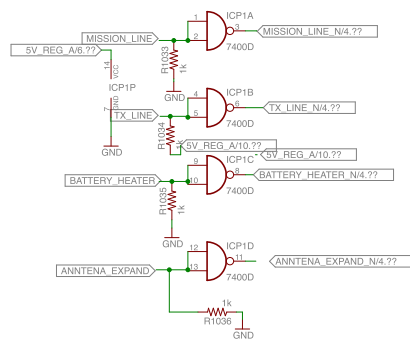 ICP1A
MISSION_LINE
1
2
3
MISSION_LINE_N/4.??
7400D
5V_REG_A/6.??
R1033
1k
GND
14
VCC
ICP1P
7
GND
GND
ICP1B
TX_LINE
4
5
6
TX_LINE_N/4.??
7400D
R1034
1k
5V_REG_A/10.??
5V_REG_A/10.??
ICP1C
BATTERY_HEATER
9
10
8
BATTERY_HEATER_N/4.??
7400D
R1035
1k
GND
ICP1D
ANNTENA_EXPAND
12
13
11
ANNTENA_EXPAND_N/4.??
7400D
1k
R1036
GND